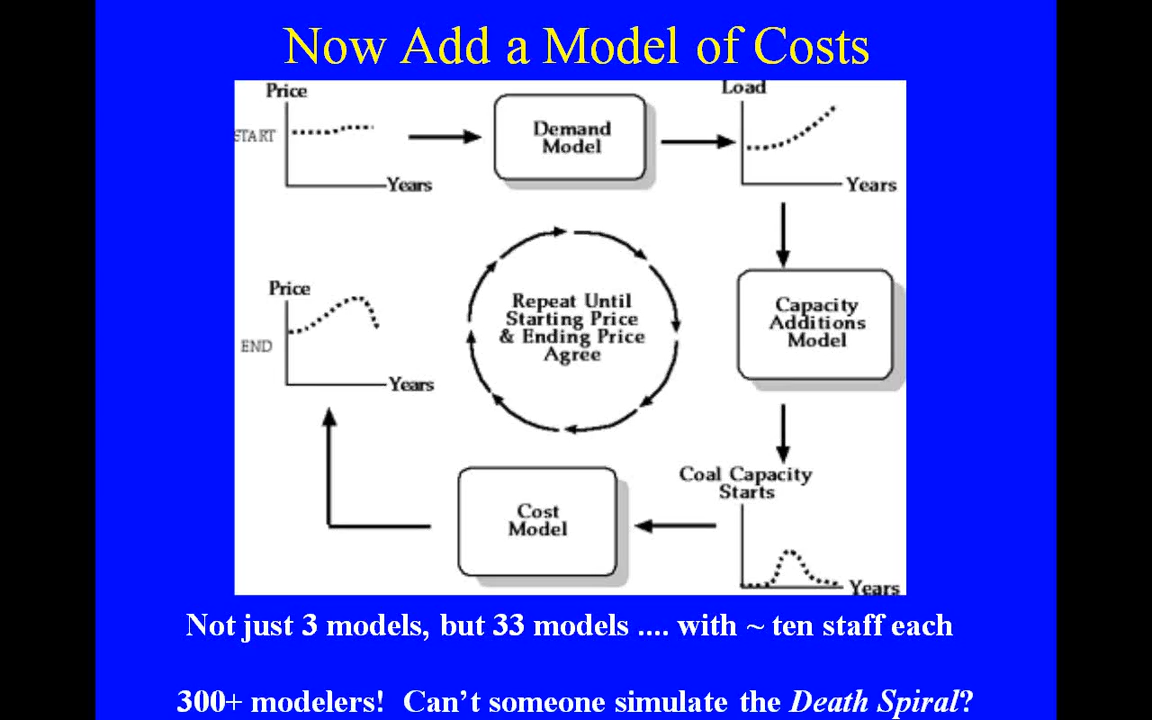 Now Add a Model of Costs
Price
START
Years
Demand
Model
Load
Years
Capacity
Additions
Model
Repeat Until
Starting Price
& Ending Price
Agree
Price
END
Years
Coal Capacity
Starts
Years
Cost
Model
Not just 3 models, but 33 models .... with ~ ten staff each
300+ modelers!  Can't someone simulate the Death Spiral?